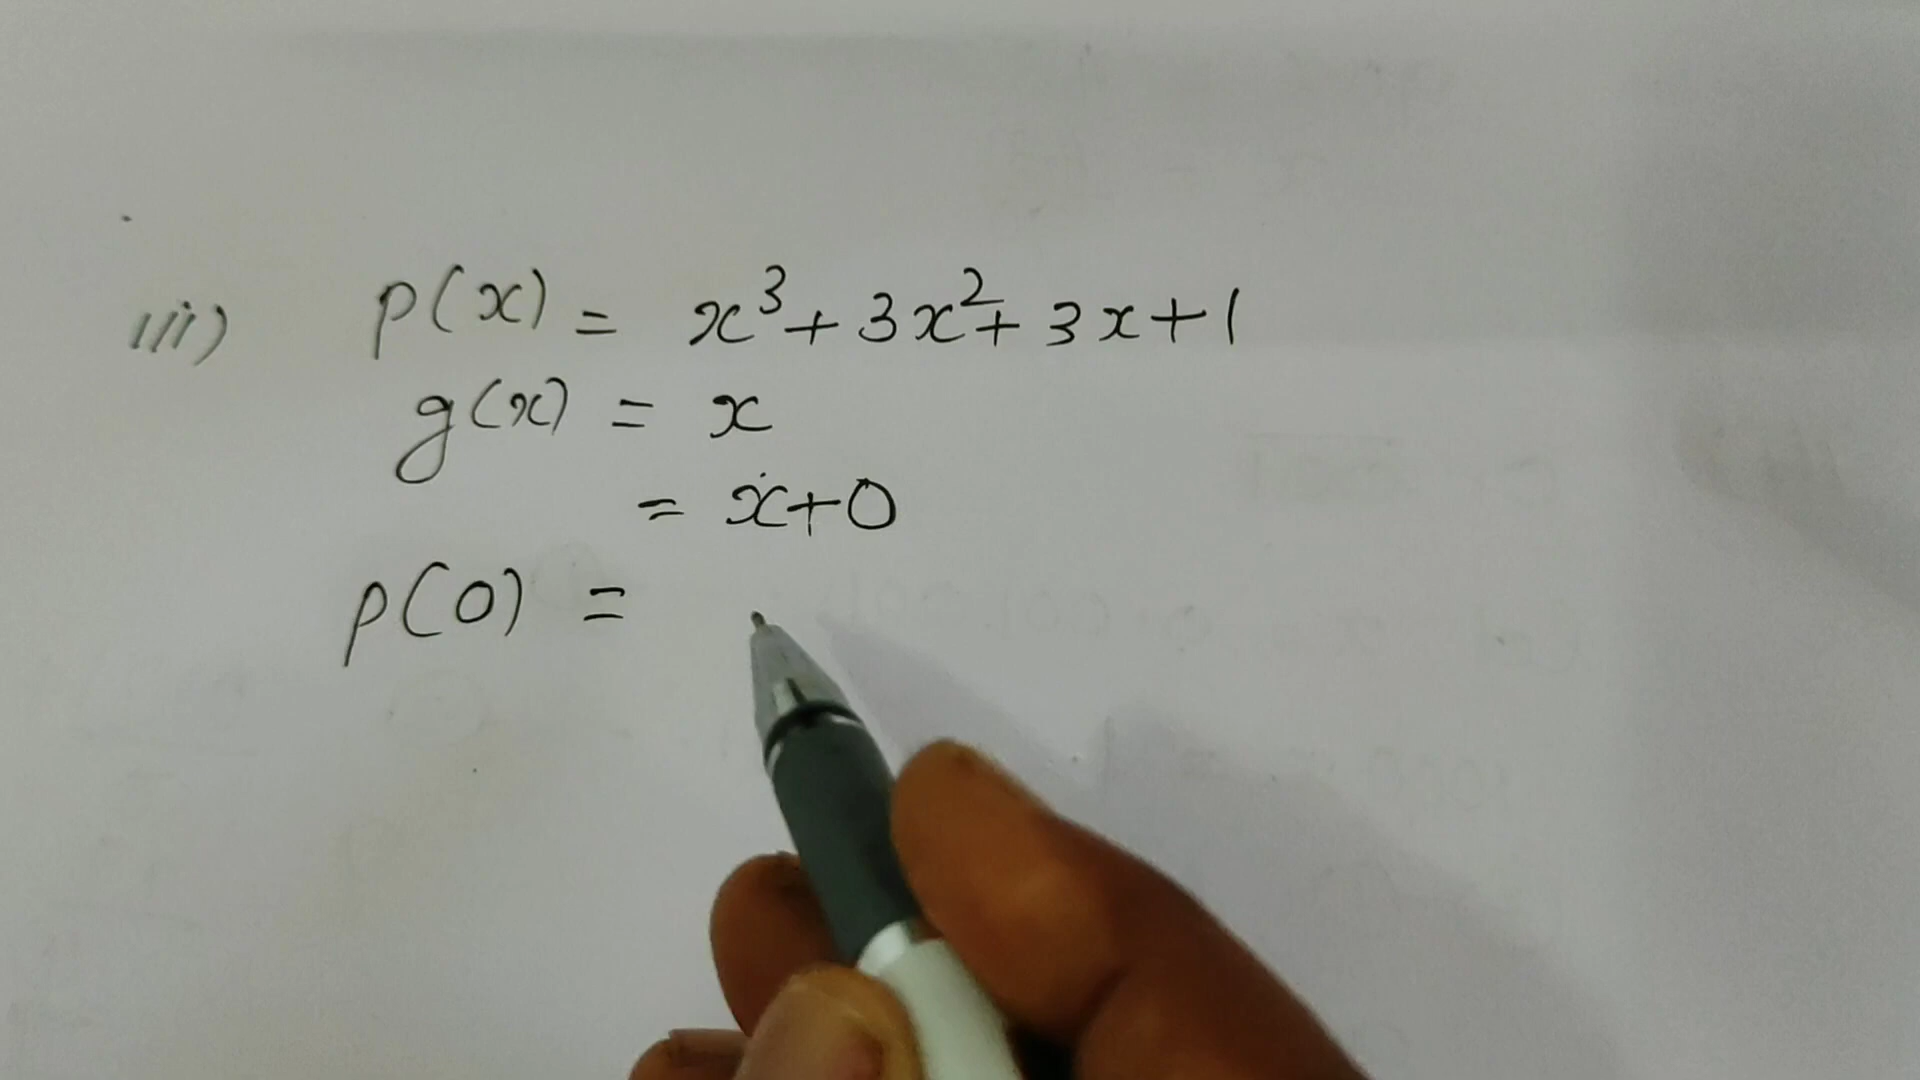 iii) p(x) = x³ + 3x² + 3x + 1
g(x) = x
= x + 0
p(0) =